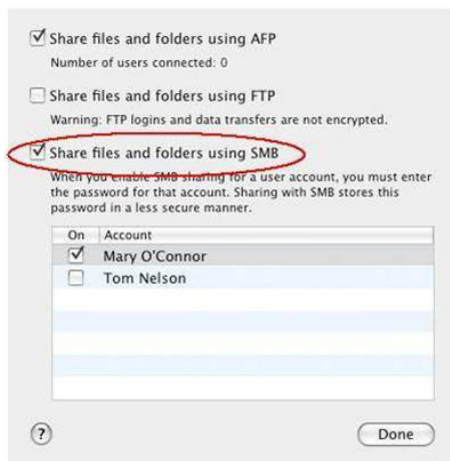 Share files and folders using AFP
Number of users connected: 0
Share files and folders using FTP
Warning: FTP logins and data transfers are not encrypted.
Share files and folders using SMB
When you enable SMB sharing for a user account, you must enter
the password for that account. Sharing with SMB stores this
password in a less secure manner.
On Account
Mary O'Connor
Tom Nelson
? Done